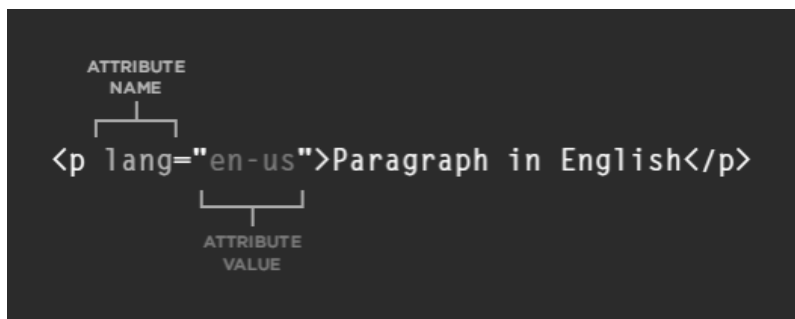 ATTRIBUTE
NAME
<p lang="en-us">Paragraph in English</p>
ATTRIBUTE
VALUE